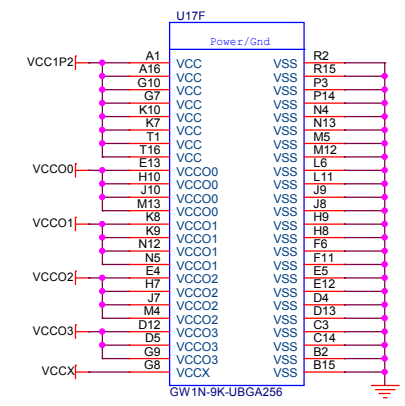 U17F
Power/Gnd
VCC1P2 A1 VCC VSS R2
A16 VCC VSS R15
G10 VCC VSS P3
G7 VCC VSS P14
K10 VCC VSS N4
K7 VCC VSS N13
T1 VCC VSS M5
T16 VCC VSS M12
VCCO0 E13 VCCO0 VSS L6
H10 VCCO0 VSS L11
J10 VCCO0 VSS J9
M13 VCCO0 VSS J8
VCCO1 K8 VCCO1 VSS H9
K9 VCCO1 VSS H8
N12 VCCO1 VSS F6
N5 VCCO1 VSS F11
VCCO2 E4 VCCO2 VSS E5
H7 VCCO2 VSS E12
J7 VCCO2 VSS D4
M4 VCCO2 VSS D13
VCCO3 D12 VCCO3 VSS C3
D5 VCCO3 VSS C14
G9 VCCO3 VSS B2
VCCX G8 VCCX VSS B15
GW1N-9K-UBGA256